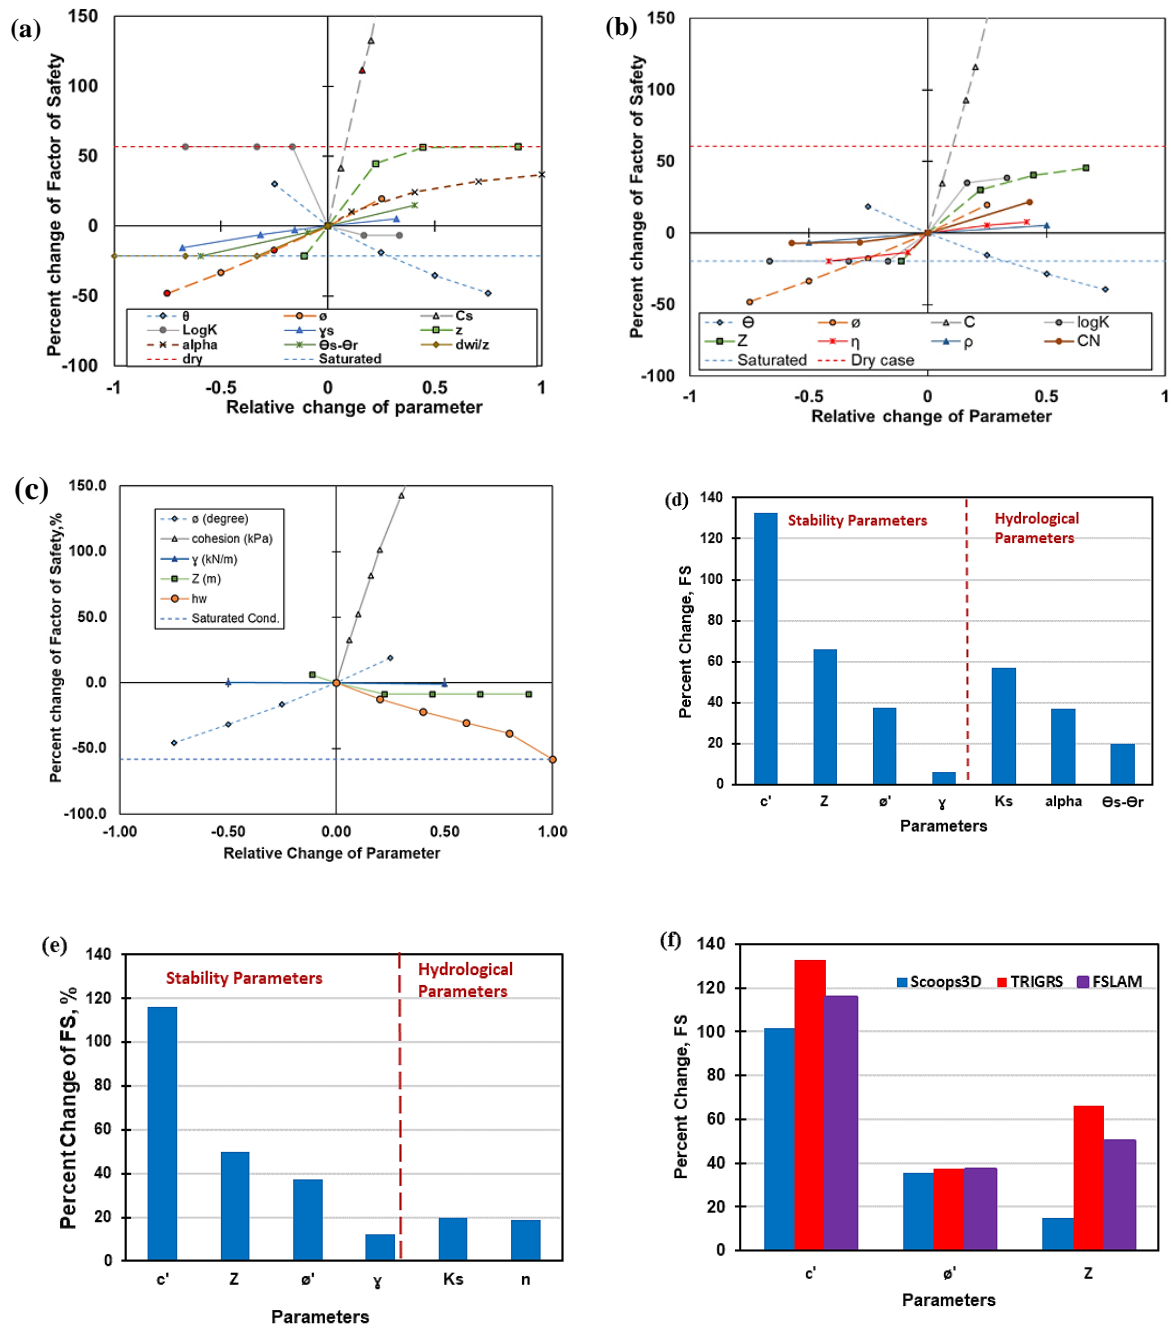 (a)
Percent change of Factor of Safety
150
100
50
0
-50
-100
-1
-0.5
0
0.5
1
θ
ø
Cs
LogK
ɣs
z
alpha
Өs-Өr
dwi/z
dry
Saturated
Relative change of parameter
(b)
Percent change of Factor of Safety
150
100
50
0
-50
-100
-1
-0.5
0
0.5
1
Ө
ø
C
logK
Z
η
ρ
CN
Saturated
Dry case
Relative change of Parameter
(c)
Percent change of Factor of Safety,%
150.0
100.0
50.0
0.0
-50.0
-100.0
-1.00
-0.50
0.00
0.50
1.00
ø (degree)
cohesion (kPa)
ɣ (kN/m)
Z (m)
hw
Saturated Cond.
Relative Change of Parameter
(d)
Percent Change, FS
140
120
100
80
60
40
20
0
Stability Parameters
Hydrological
Parameters
c'
Z
ø'
ɣ
Ks
alpha
Өs-Өr
Parameters
(e)
Percent Change of FS, %
140
120
100
80
60
40
20
0
Stability Parameters
Hydrological
Parameters
c'
Z
ø'
ɣ
Ks
n
Parameters
(f)
Percent Change, FS
140
120
100
80
60
40
20
0
Scoops3D
TRIGRS
FSLAM
c'
ø'
Z
Parameters